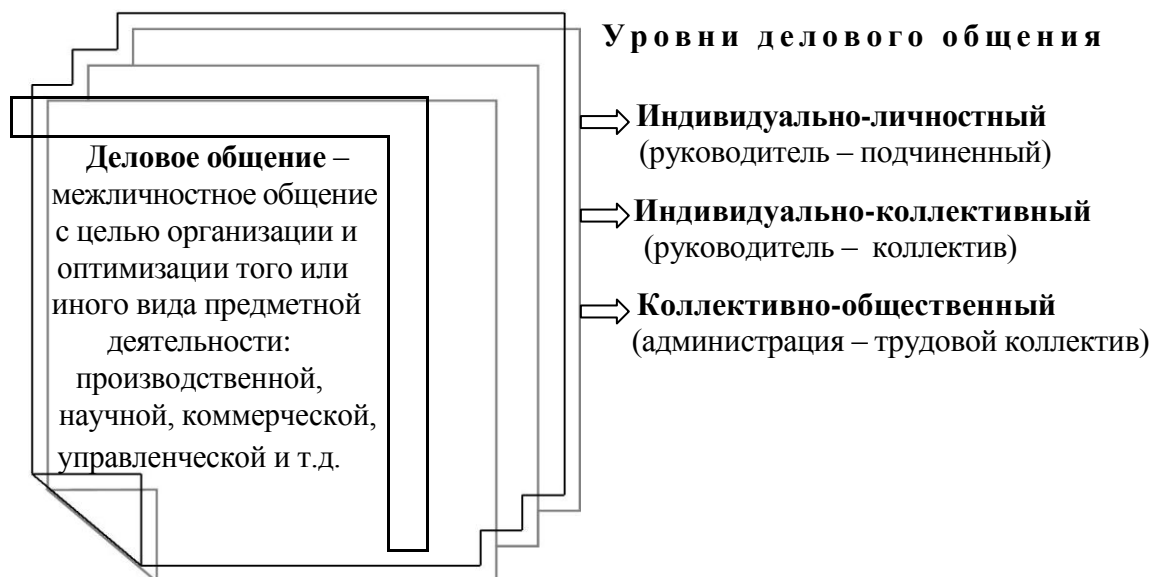 Уровни делового общения
Деловое общение –
межличностное общение
с целью организации и
оптимизации того или
иного вида предметной
деятельности:
производственной,
научной, коммерческой,
управленческой и т.д.
Индивидуально-личностный
(руководитель – подчиненный)
Индивидуально-коллективный
(руководитель – коллектив)
Коллективно-общественный
(администрация – трудовой коллектив)